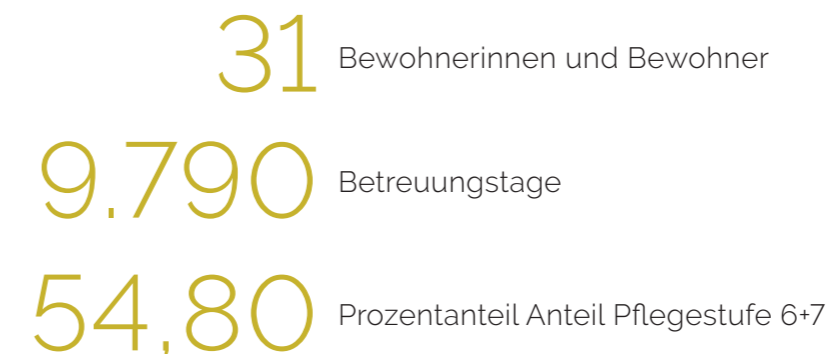 31 Bewohnerinnen und Bewohner
9.790 Betreuungstage
54,80 Prozentanteil Anteil Pflegestufe 6+7